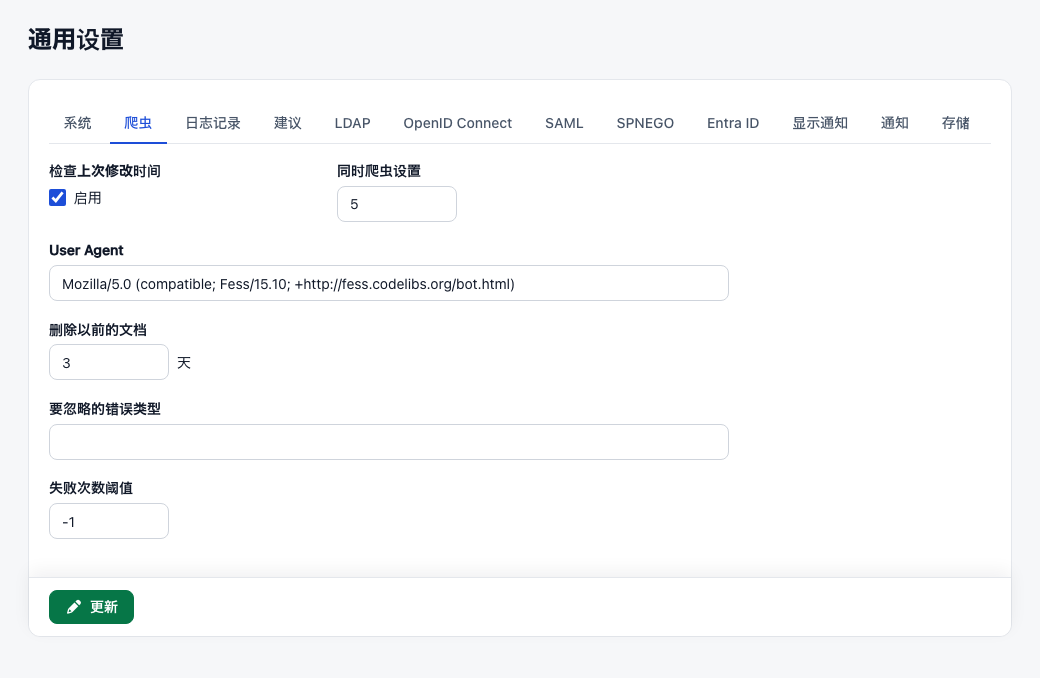 通用设置
系统 爬虫 日志记录 建议 LDAP OpenID Connect SAML SPNEGO Entra ID 显示通知 通知 存储
检查上次修改时间 同时爬虫设置
启用 5
User Agent
Mozilla/5.0 (compatible; Fess/15.10; +http://fess.codelibs.org/bot.html)
删除以前的文档
3 天
要忽略的错误类型
失败次数阈值
-1
更新